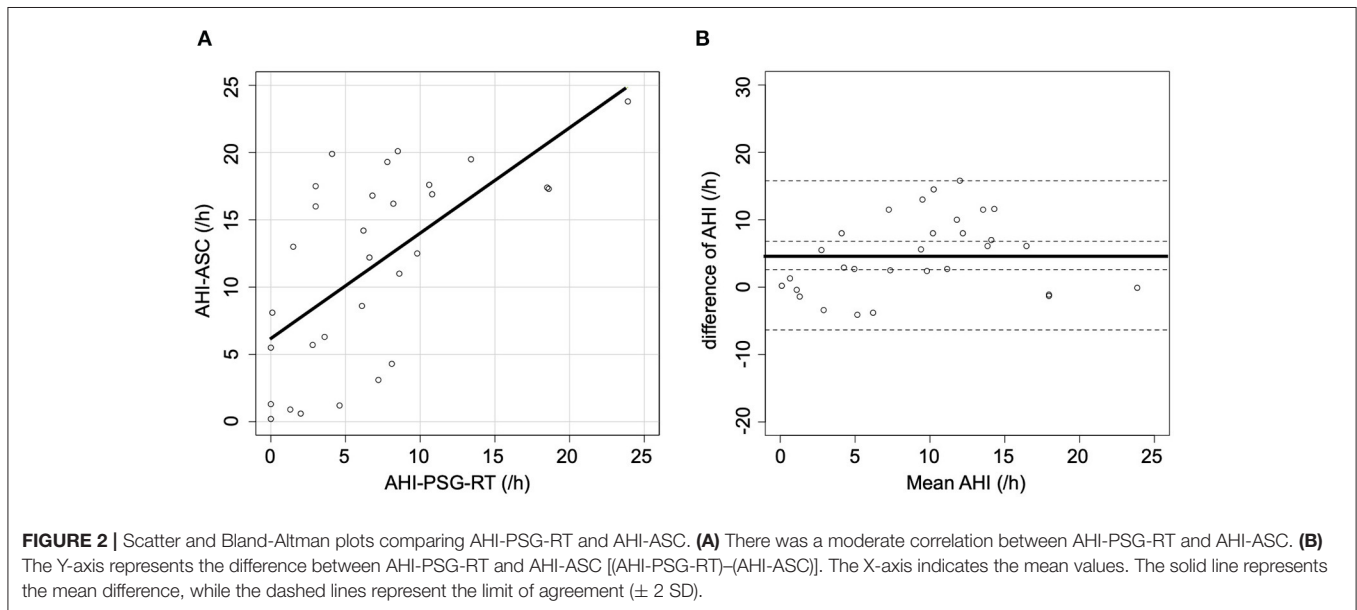 A
B
25
20
15
10
5
0
AHI-ASC (/h)
0 5 10 15 20 25
AHI-PSG-RT (/h)
30
20
10
0
-10
-20
difference of AHI (/h)
0 5 10 15 20 25
Mean AHI (/h)
FIGURE 2 | Scatter and Bland-Altman plots comparing AHI-PSG-RT and AHI-ASC. (A) There was a moderate correlation between AHI-PSG-RT and AHI-ASC. (B)
The Y-axis represents the difference between AHI-PSG-RT and AHI-ASC [(AHI-PSG-RT)–(AHI-ASC)]. The X-axis indicates the mean values. The solid line represents
the mean difference, while the dashed lines represent the limit of agreement (± 2 SD).